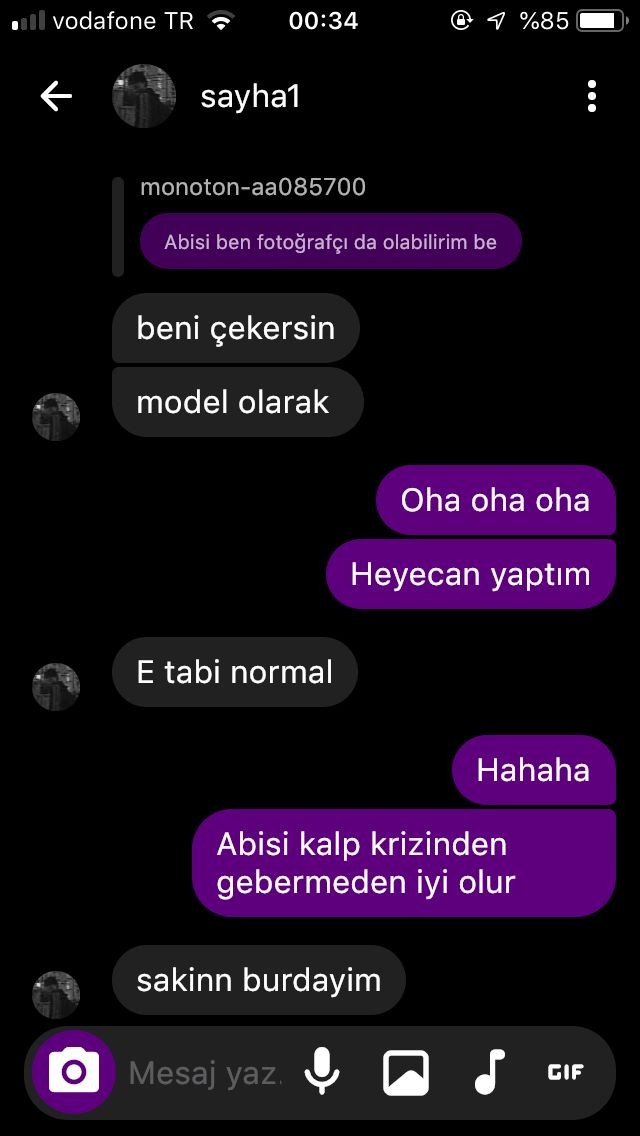 vodafone TR 00:34 %85
sayha1
monoton-aa085700
Abisi ben fotoğrafçı da olabilirim be
beni çekersin
model olarak
Oha oha oha
Heyecan yaptım
E tabi normal
Hahaha
Abisi kalp krizinden
gebermeden iyi olur
sakinn burdayim
Mesaj yaz. GIF